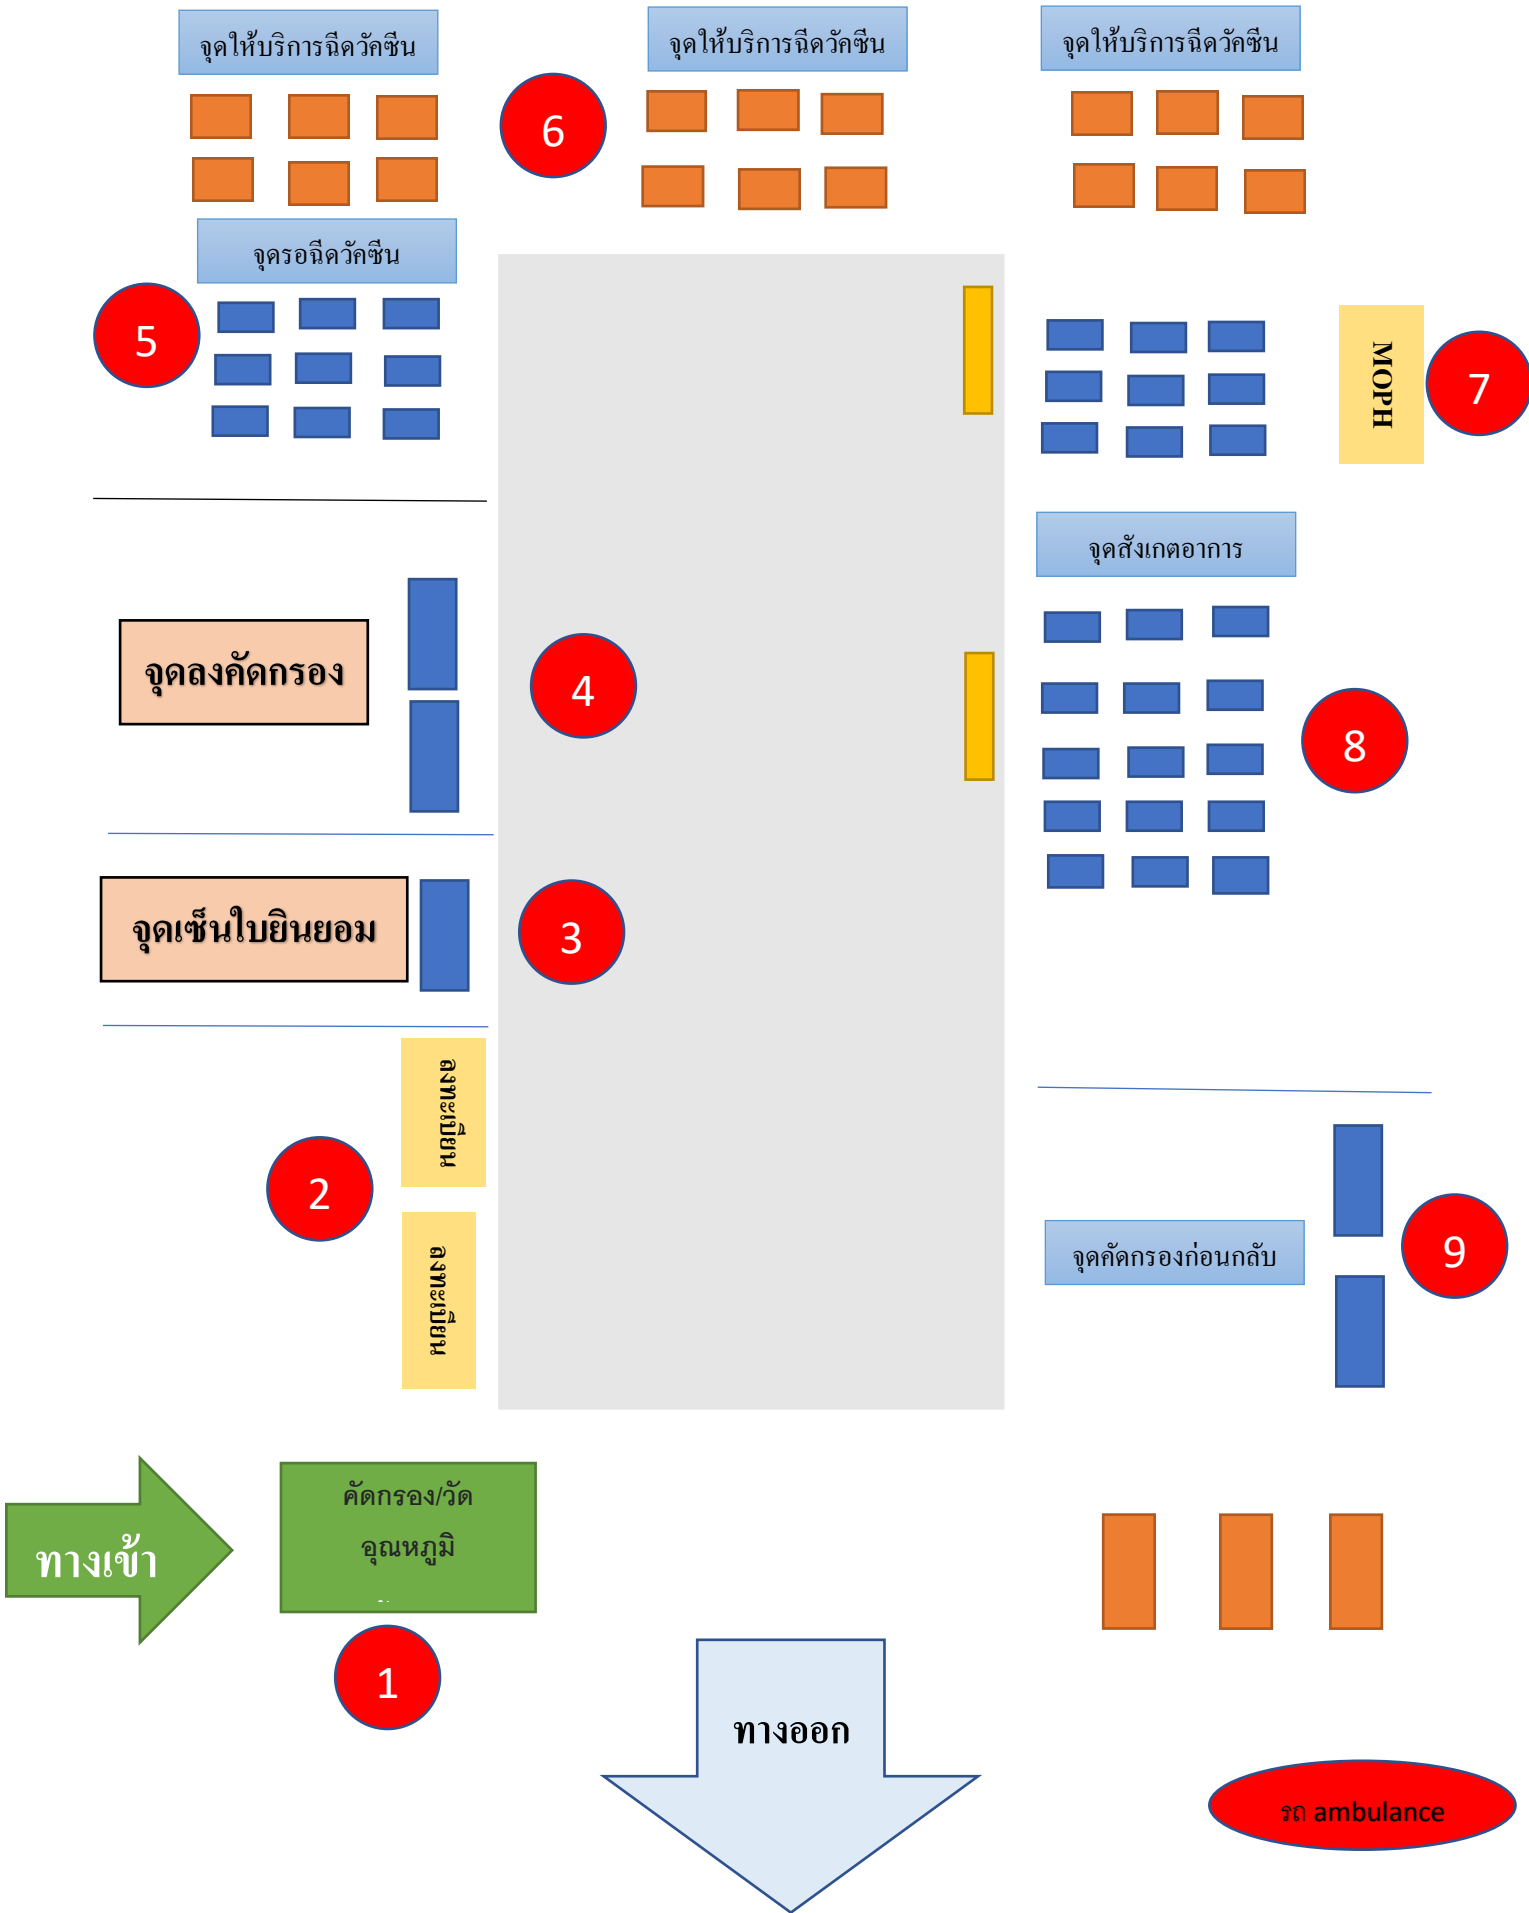 จุดให้บริการฉีดวัคซีน
จุดให้บริการฉีดวัคซีน
จุดให้บริการฉีดวัคซีน
6
จุดรอฉีดวัคซีน
5
MOPH
7
จุดสังเกตอาการ
จุดลงคัดกรอง
4
8
จุดเซ็นใบยินยอม
3
ลงทะเบียน
2
ลงทะเบียน
จุดคัดกรองก่อนกลับ
9
ทางเข้า
คัดกรอง/วัด
อุณหภูมิ
1
ทางออก
รถ ambulance